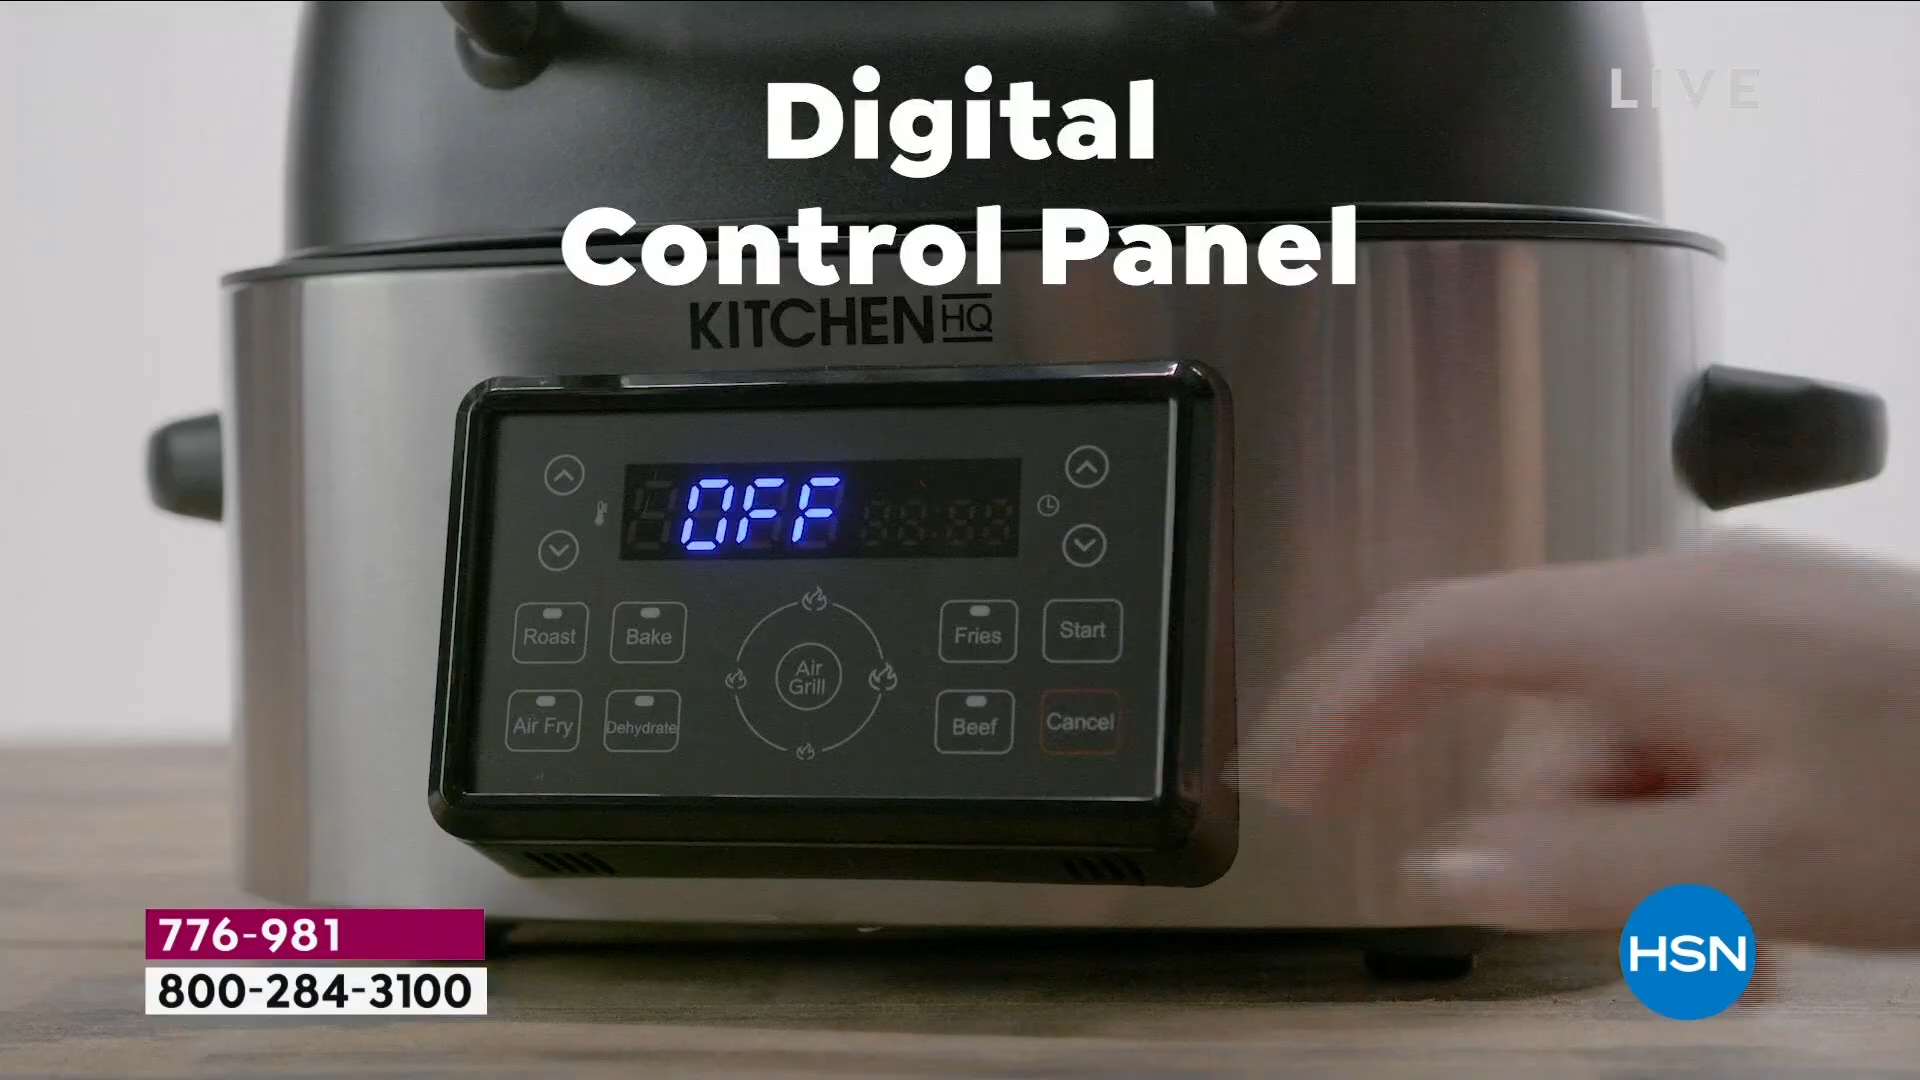 Digital
Control Panel
LIVE
KITCHEN HQ
OFF
Roast
Bake
Fries
Start
Air
Grill
Air Fry
Dehydrate
Beef
Cancel
776-981
800-284-3100
HSN